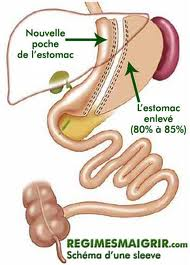 Nouvelle
poche
de l'estomac
L'estomac
enlevé
(80% à 85%)
REGIMESMAIGRIR.com
Schéma d'une sleeve